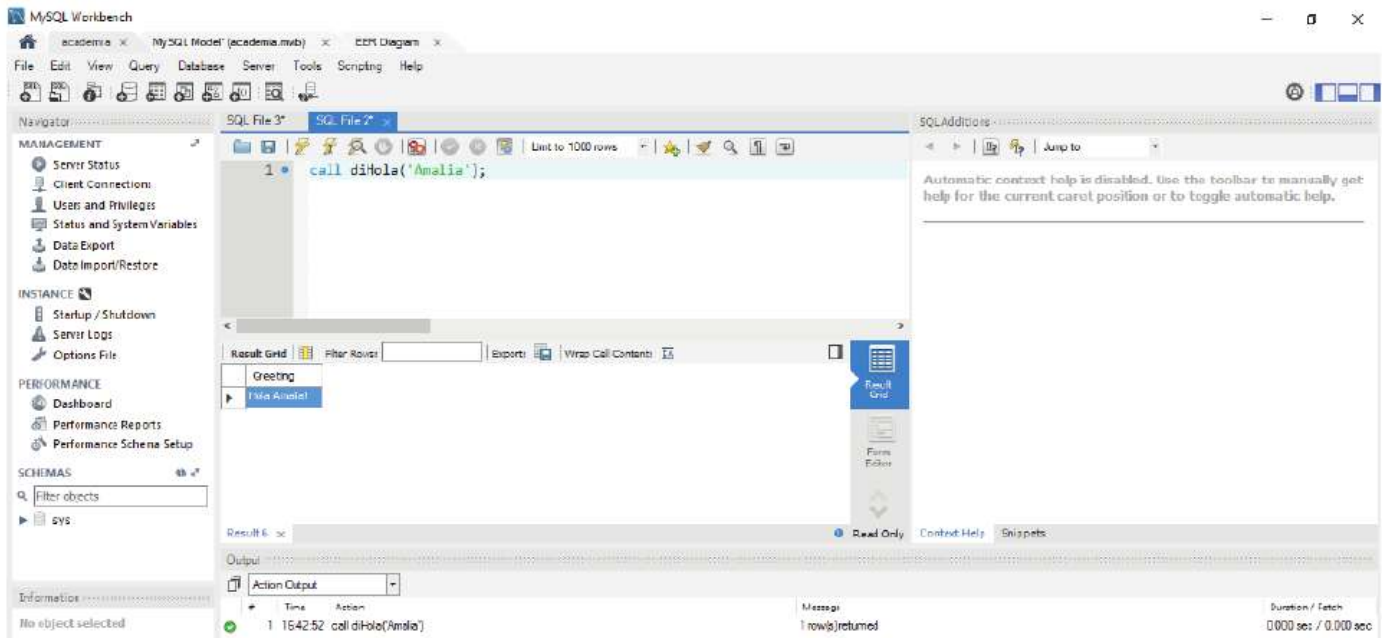 MySQL Workbench
academia × MySQL Model* (academia.mwb) × EER Diagram ×
File Edit View Query Database Server Tools Scripting Help
Navigator
MANAGEMENT
Server Status
Client Connections
Users and Privileges
Status and System Variables
Data Export
Data Import/Restore
INSTANCE
Startup / Shutdown
Server Logs
Options File
PERFORMANCE
Dashboard
Performance Reports
Performance Schema Setup
SCHEMAS
Filter objects
sys
Information
No object selected
SQL File 3* SQL File 2* ×
Limit to 1000 rows
1 call diHola('Amalia');
Result Grid Filter Rows: Export: Wrap Cell Content:
Greeting
Hola Amalia!
Result Grid
Form Editor
Result 6 × Read Only
SQLAdditions
Jump to
Automatic context help is disabled. Use the toolbar to manually get
help for the current caret position or to toggle automatic help.
Context Help Snippets
Output
Action Output
# Time Action Message Duration / Fetch
1 16:42:52 call diHola('Amalia') 1 row(s) returned 0.000 sec / 0.000 sec